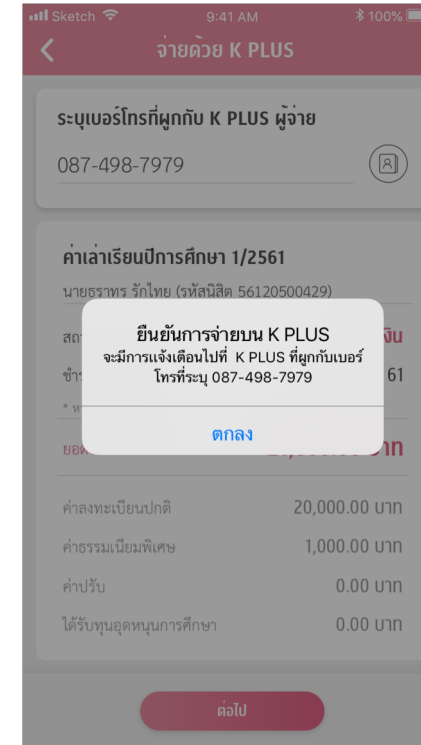 Sketch 9:41 AM 100%
จ่ายด้วย K PLUS
ระบุเบอร์โทรที่ผูกกับ K PLUS ผู้จ่าย
087-498-7979
ค่าเล่าเรียนปีการศึกษา 1/2561
นายธราทร รักไทย (รหัสนิสิต 56120500429)
ยืนยันการจ่ายบน K PLUS
จะมีการแจ้งเตือนไปที่ K PLUS ที่ผูกกับเบอร์
โทรที่ระบุ 087-498-7979
61
ตกลง
บาท
ค่าลงทะเบียนปกติ 20,000.00 บาท
ค่าธรรมเนียมพิเศษ 1,000.00 บาท
ค่าปรับ 0.00 บาท
ได้รับทุนอุดหนุนการศึกษา 0.00 บาท
ต่อไป